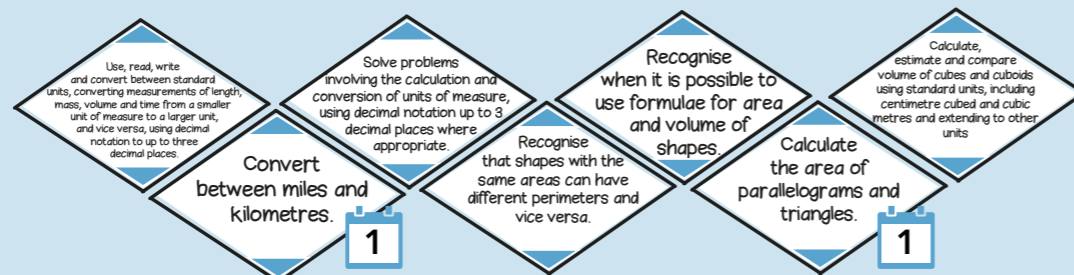 Use, read, write
and convert between standard
units, converting measurements of length,
mass, volume and time from a smaller
unit of measure to a larger unit,
and vice versa, using decimal
notation to up to three
decimal places.
Convert
between miles and
kilometres.
1
Solve problems
involving the calculation and
conversion of units of measure,
using decimal notation up to 3
decimal places where
appropriate.
Recognise
that shapes with the
same areas can have
different perimeters and
vice versa.
Recognise
when it is possible to
use formulae for area
and volume of
shapes.
Calculate
the area of
parallelograms and
triangles.
1
Calculate,
estimate and compare
volume of cubes and cuboids
using standard units, including
centimetre cubed and cubic
metres and extending to other
units